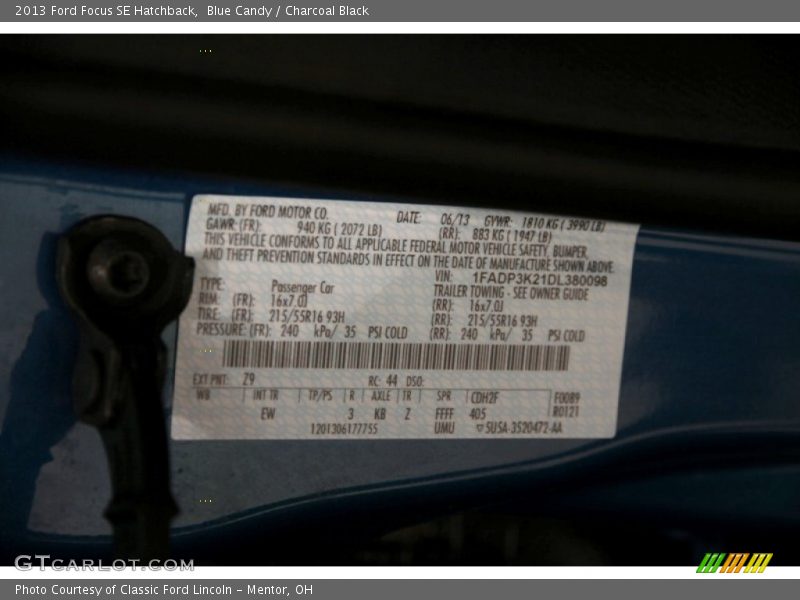 2013 Ford Focus SE Hatchback,  Blue Candy / Charcoal Black
MFD. BY FORD MOTOR CO. DATE: 06/13 GVWR: 1810 KG ( 3990 LB)
GAWR: (FR): 940 KG ( 2072 LB) (RR): 883 KG ( 1947 LB)
THIS VEHICLE CONFORMS TO ALL APPLICABLE FEDERAL MOTOR VEHICLE SAFETY, BUMPER,
AND THEFT PREVENTION STANDARDS IN EFFECT ON THE DATE OF MANUFACTURE SHOWN ABOVE.
VIN: 1FADP3K21DL380098
TYPE: Passenger Car TRAILER TOWING - SEE OWNER GUIDE
RIM: (FR): 16x7.0J (RR): 16x7.0J
TIRE: (FR): 215/55R16 93H (RR): 215/55R16 93H
PRESSURE: (FR): 240 kPa/ 35 PSI COLD (RR): 240 kPa/ 35 PSI COLD
EXT PNT: Z9 RC: 44 DSO:
WB INT TR TP/PS R AXLE TR SPR CDH2F F0089
EW 3 KB Z FFFF 405 R0121
1201306177755 UMU ▽5USA-3520472-AA
GTCARLOT.COM
Photo Courtesy of Classic Ford Lincoln - Mentor, OH